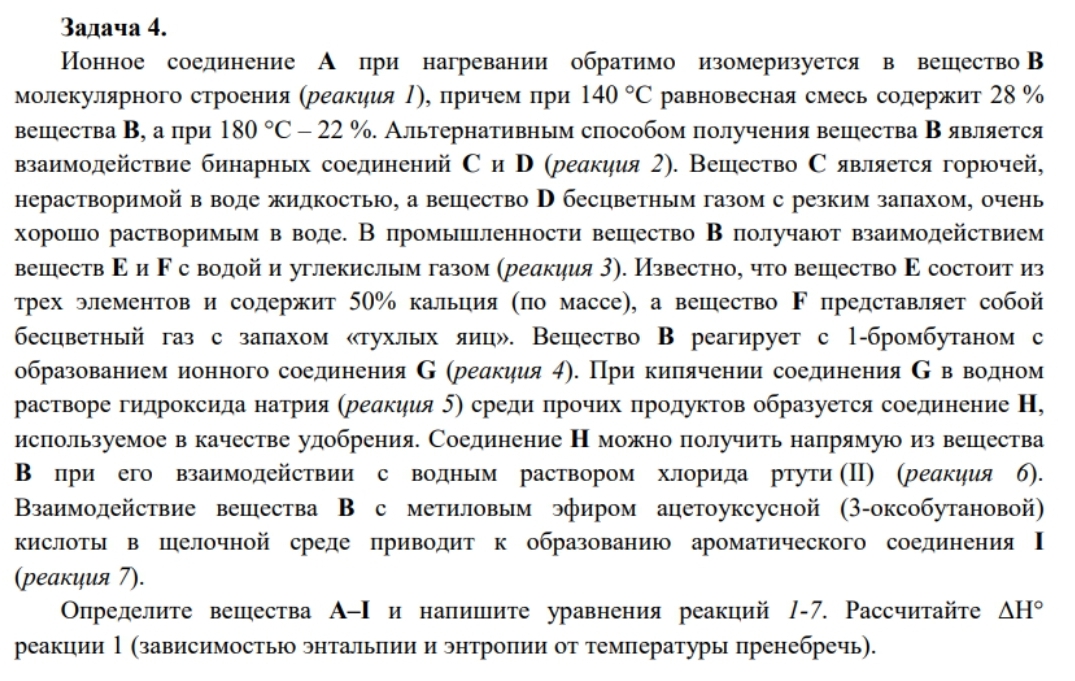 Задача 4.
Ионное соединение A при нагревании обратимо изомеризуется в вещество B
молекулярного строения (реакция 1), причем при 140 °C равновесная смесь содержит 28 %
вещества B, а при 180 °C – 22 %. Альтернативным способом получения вещества B является
взаимодействие бинарных соединений C и D (реакция 2). Вещество C является горючей,
нерастворимой в воде жидкостью, а вещество D бесцветным газом с резким запахом, очень
хорошо растворимым в воде. В промышленности вещество B получают взаимодействием
веществ E и F с водой и углекислым газом (реакция 3). Известно, что вещество E состоит из
трех элементов и содержит 50% кальция (по массе), а вещество F представляет собой
бесцветный газ с запахом «тухлых яиц». Вещество B реагирует с 1-бромбутаном с
образованием ионного соединения G (реакция 4). При кипячении соединения G в водном
растворе гидроксида натрия (реакция 5) среди прочих продуктов образуется соединение H,
используемое в качестве удобрения. Соединение H можно получить напрямую из вещества
B при его взаимодействии с водным раствором хлорида ртути (II) (реакция 6).
Взаимодействие вещества B с метиловым эфиром ацетоуксусной (3-оксобутановой)
кислоты в щелочной среде приводит к образованию ароматического соединения I
(реакция 7).
Определите вещества A–I и напишите уравнения реакций 1-7. Рассчитайте ΔH°
реакции 1 (зависимостью энтальпии и энтропии от температуры пренебречь).